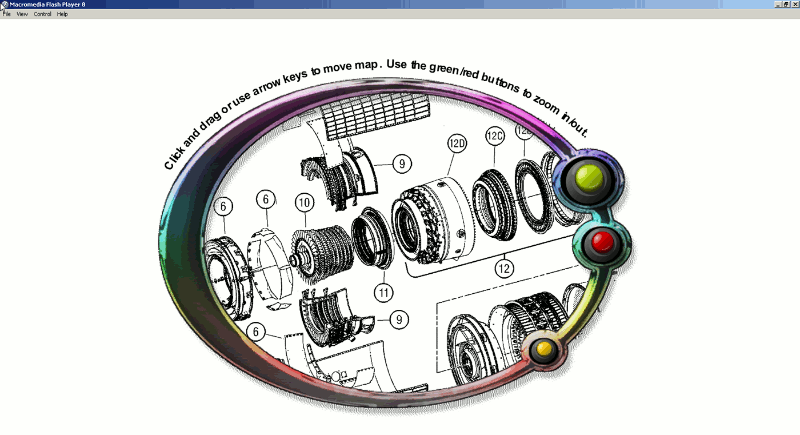 Macromedia Flash Player 8
File View Control Help
Click and drag or use arrow keys to move map. Use the green/red buttons to zoom in/out.
12D
12C
9
6
6
10
12
11
9
6